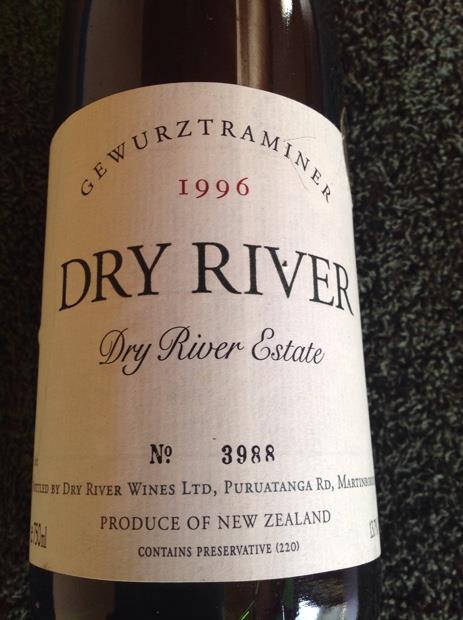 GEWURZTRAMINER
1996
DRY RIVER
Dry River Estate
No 3988
BY DRY RIVER WINES LTD, PURUATANGA RD,
PRODUCE OF NEW ZEALAND
750ml
CONTAINS PRESERVATIVE (220)